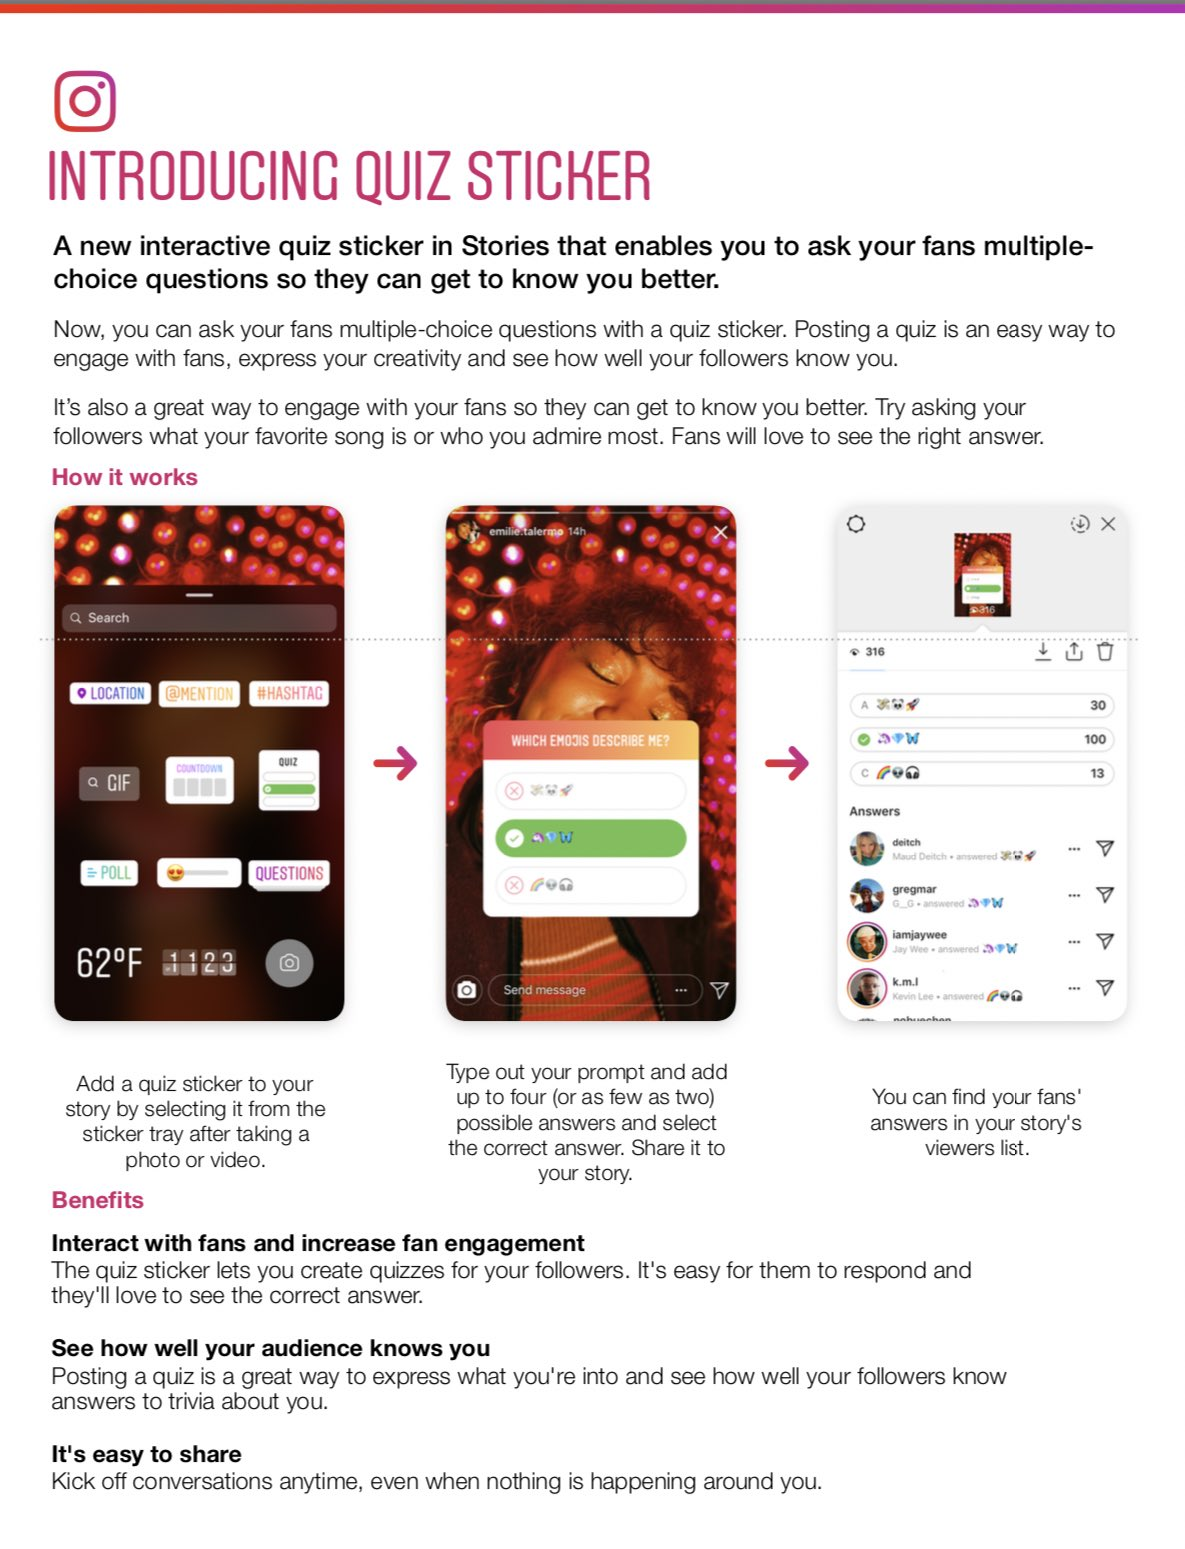 INTRODUCING QUIZ STICKER
A new interactive quiz sticker in Stories that enables you to ask your fans multiple-
choice questions so they can get to know you better.
Now, you can ask your fans multiple-choice questions with a quiz sticker. Posting a quiz is an easy way to
engage with fans, express your creativity and see how well your followers know you.
It's also a great way to engage with your fans so they can get to know you better. Try asking your
followers what your favorite song is or who you admire most. Fans will love to see the right answer.
How it works
Search
LOCATION
@MENTION
#HASHTAG
GIF
COUNTDOWN
QUIZ
POLL
QUESTIONS
62°F
1123
Add a quiz sticker to your
story by selecting it from the
sticker tray after taking a
photo or video.
emilie.talermo 14h
WHICH EMOJIS DESCRIBE ME?
💸🐼🚀
🦄💎🦋
🌈👽🎧
Send message
Type out your prompt and add
up to four (or as few as two)
possible answers and select
the correct answer. Share it to
your story.
316
316
A 💸🐼🚀 30
🦄💎🦋 100
C 🌈👽🎧 13
Answers
deitch
Maud Deitch • answered 💸🐼🚀
gregmar
G__G • answered 🦄💎🦋
iamjaywee
Jay Wee • answered 🦄💎🦋
k.m.l
Kevin Lee • answered 🌈👽🎧
You can find your fans'
answers in your story's
viewers list.
Benefits
Interact with fans and increase fan engagement
The quiz sticker lets you create quizzes for your followers. It's easy for them to respond and
they'll love to see the correct answer.
See how well your audience knows you
Posting a quiz is a great way to express what you're into and see how well your followers know
answers to trivia about you.
It's easy to share
Kick off conversations anytime, even when nothing is happening around you.